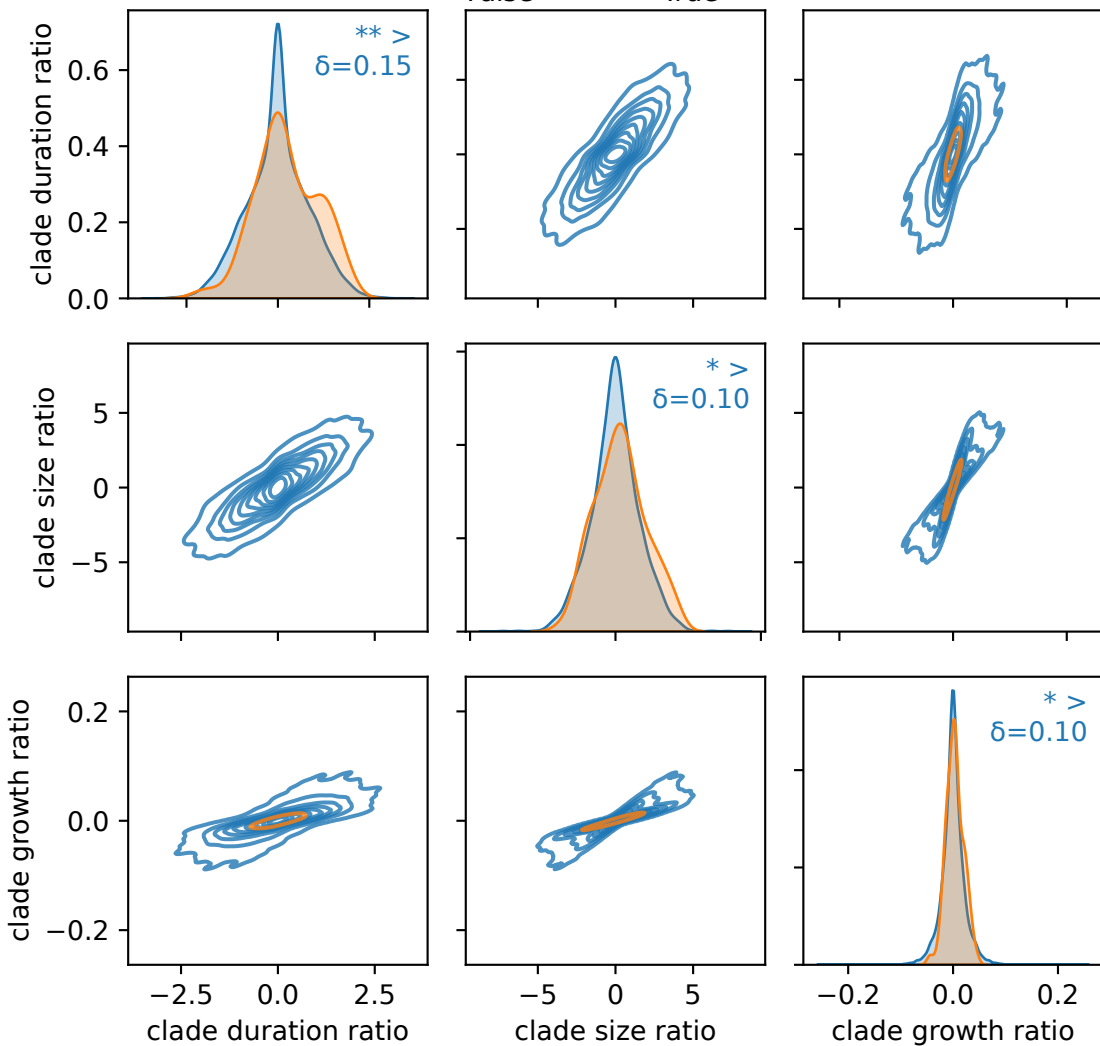 clade duration ratio
0.6
0.4
0.2
0.0
** >
δ=0.15
clade size ratio
5
0
−5
* >
δ=0.10
clade growth ratio
0.2
0.0
−0.2
* >
δ=0.10
−2.5 0.0 2.5
−5 0 5
−0.2 0.0 0.2
clade duration ratio
clade size ratio
clade growth ratio